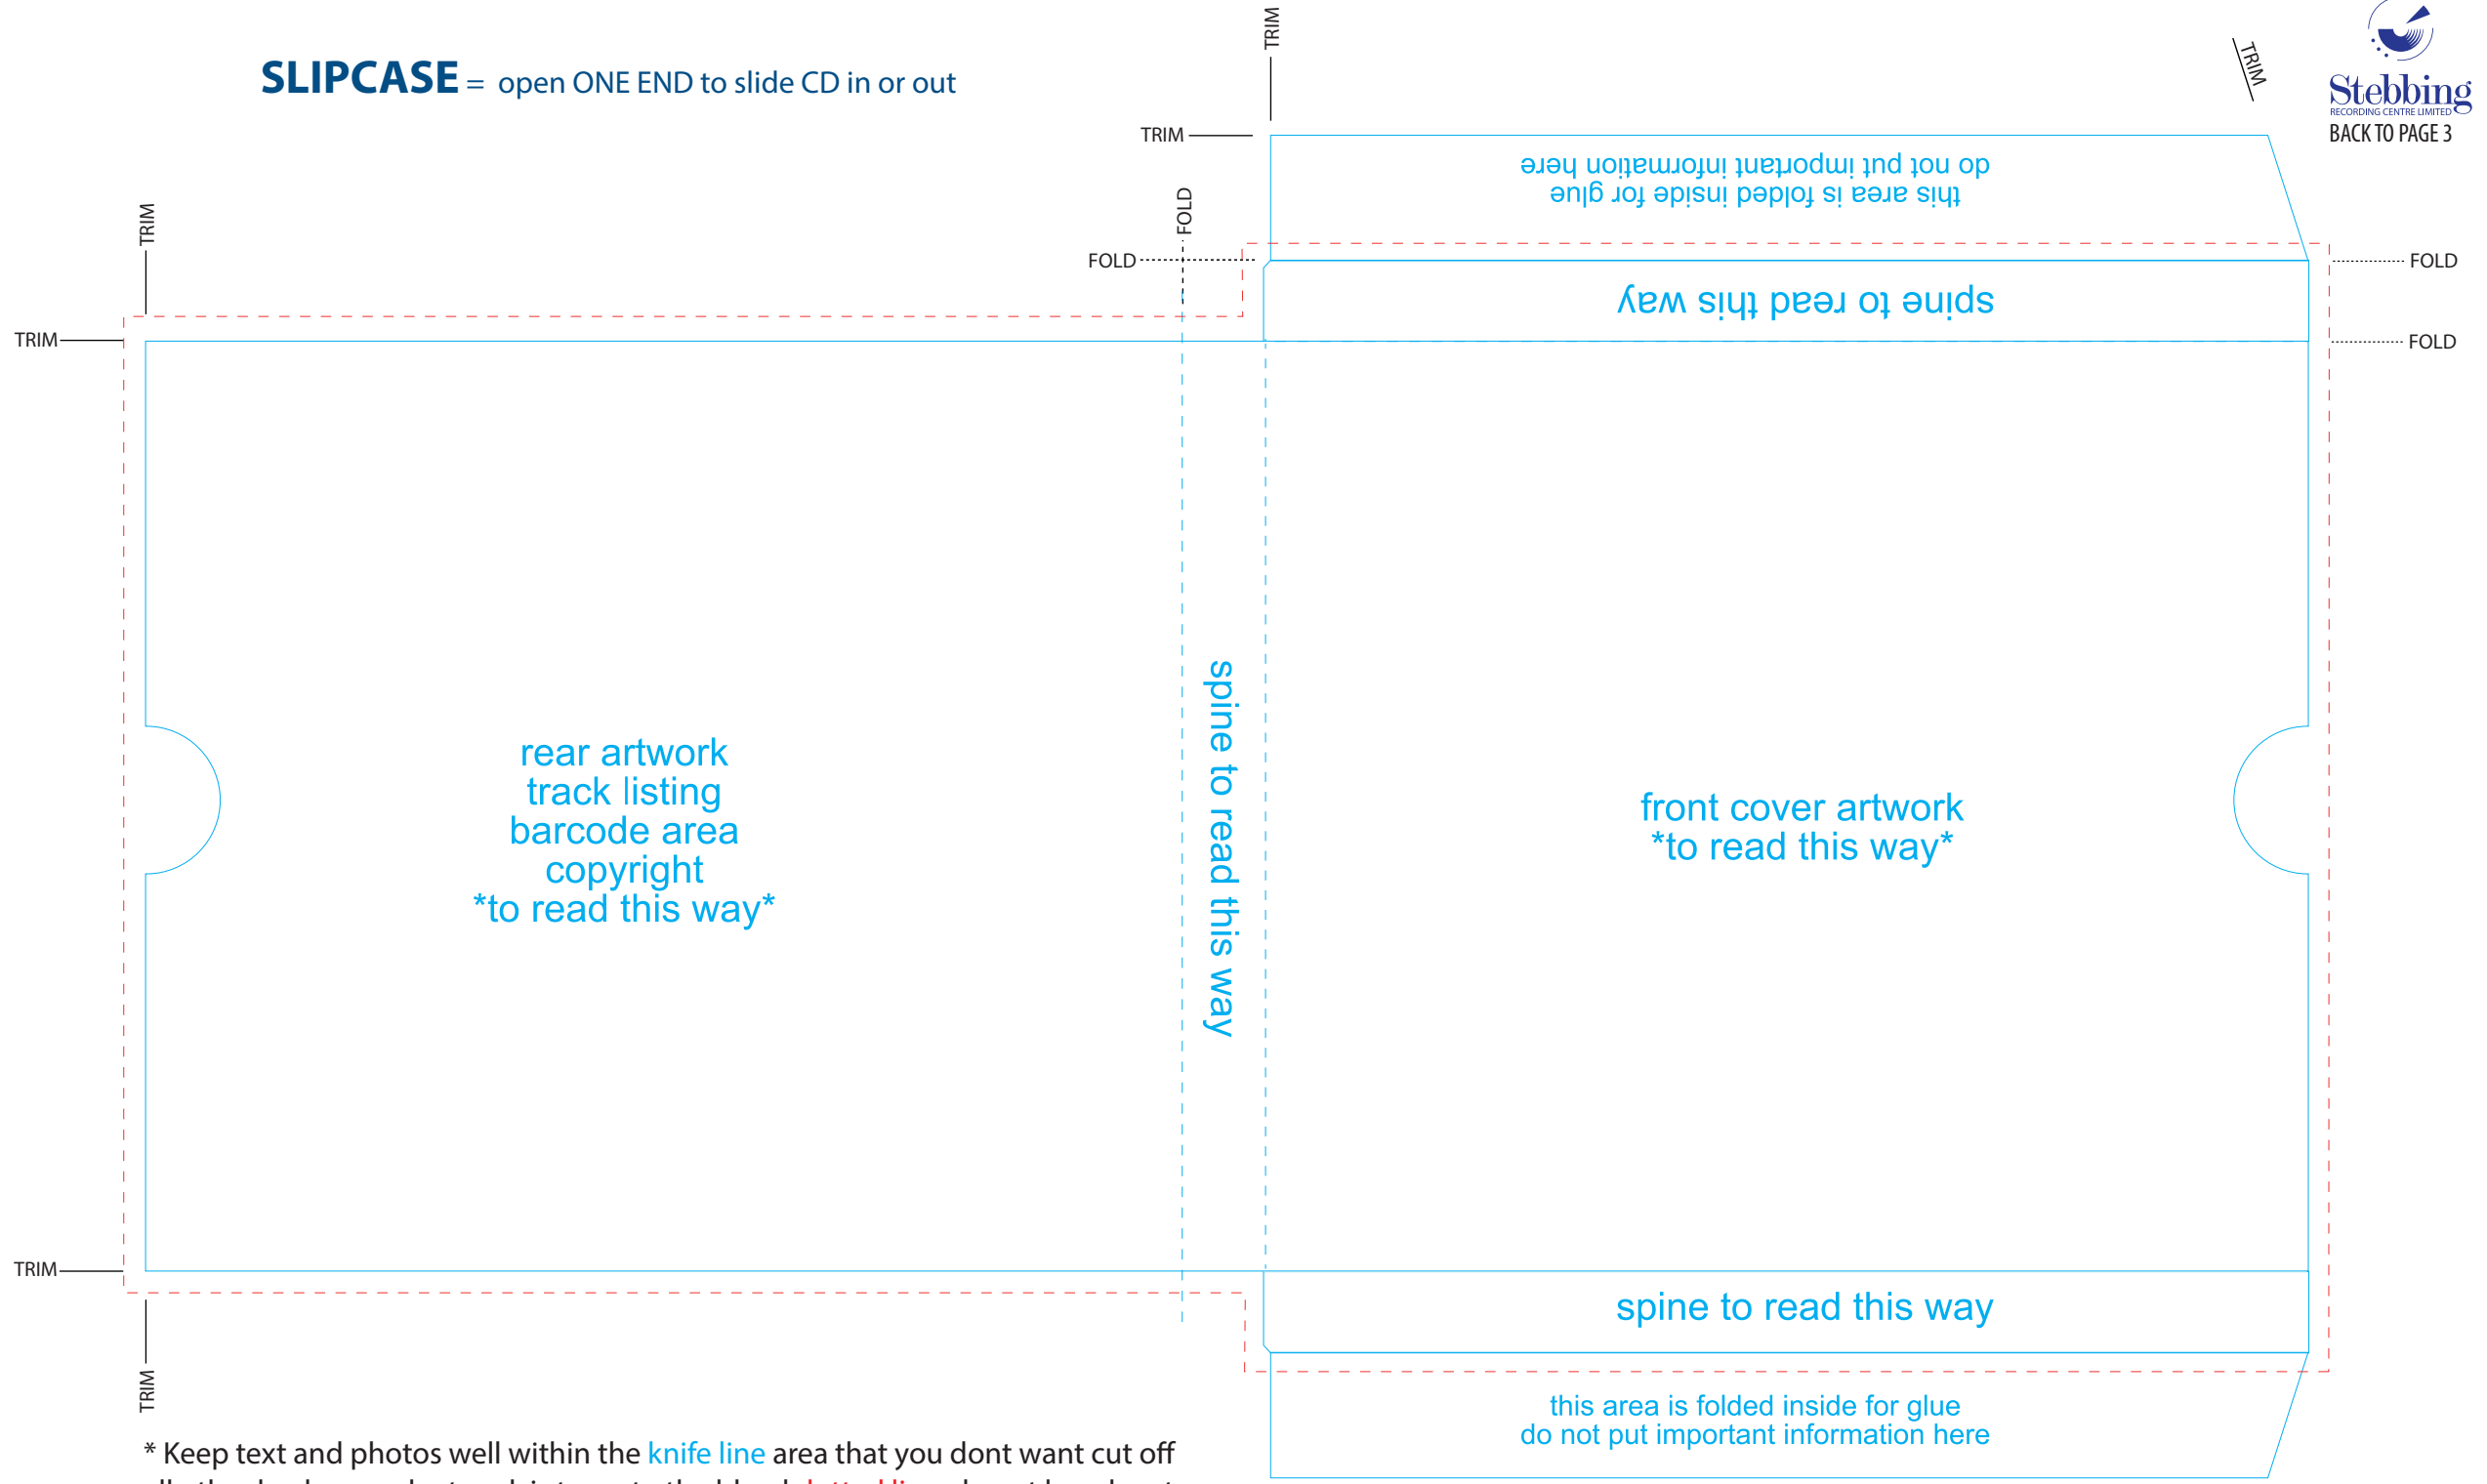 TRIM
TRIM
Stebbing
RECORDING CENTRE LIMITED
BACK TO PAGE 3
SLIPCASE = open ONE END to slide CD in or out
TRIM
do not put important information here
this area is folded inside for glue
FOLD
TRIM
FOLD
FOLD
spine to read this way
TRIM
FOLD
spine to read this way
rear artwork
track listing
barcode area
copyright
*to read this way*
front cover artwork
*to read this way*
TRIM
spine to read this way
TRIM
this area is folded inside for glue
do not put important information here
* Keep text and photos well within the knife line area that you dont want cut off